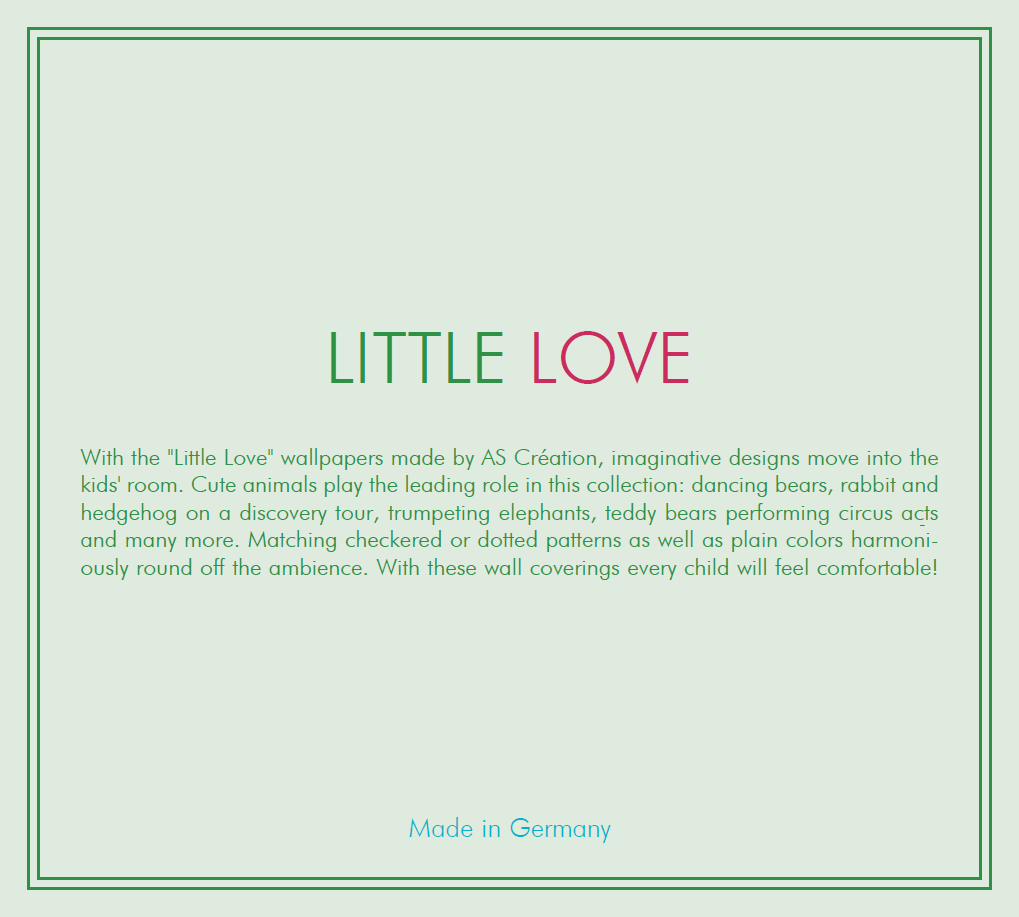 LITTLE LOVE
With the "Little Love" wallpapers made by AS Création, imaginative designs move into the
kids' room. Cute animals play the leading role in this collection: dancing bears, rabbit and
hedgehog on a discovery tour, trumpeting elephants, teddy bears performing circus acts
and many more. Matching checkered or dotted patterns as well as plain colors harmoni-
ously round off the ambience. With these wall coverings every child will feel comfortable!
Made in Germany